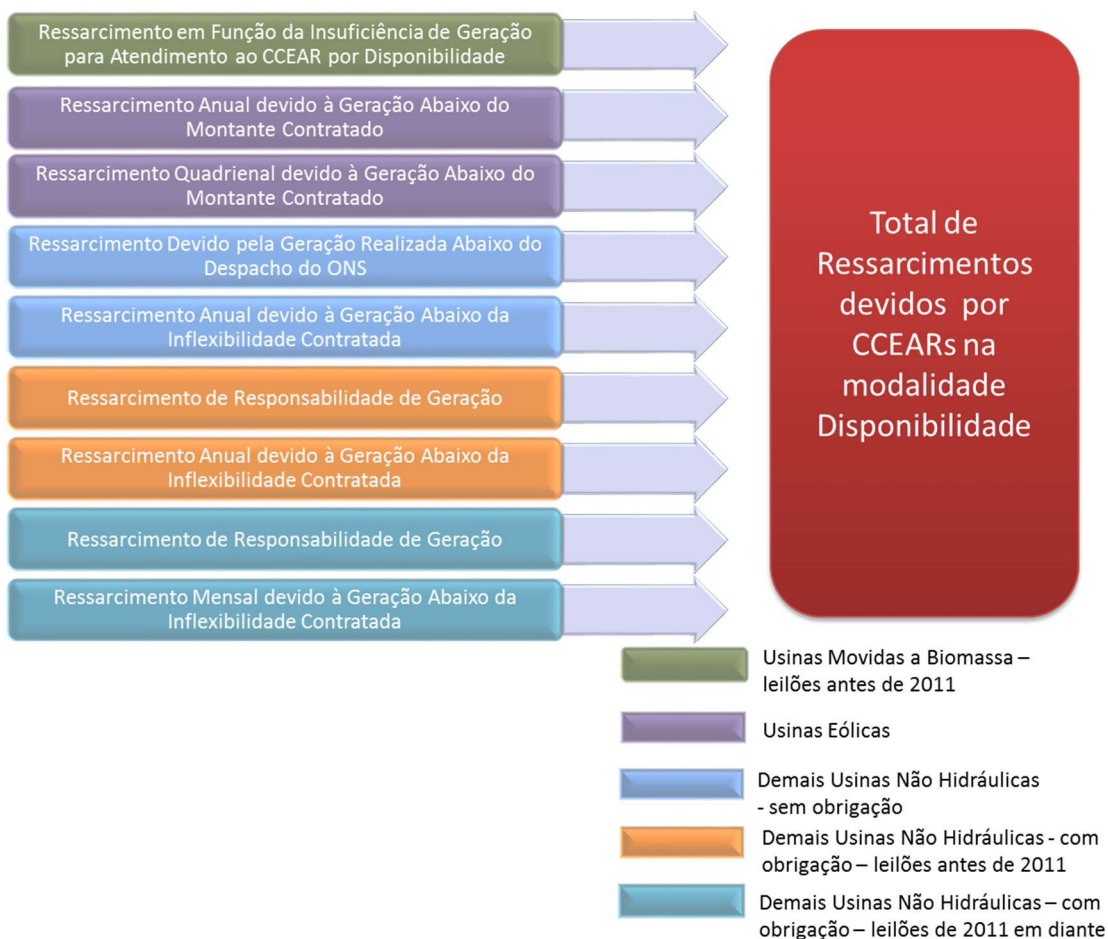 Ressarcimento em Função da Insuficiência de Geração
para Atendimento ao CCEAR por Disponibilidade
Ressarcimento Anual devido à Geração Abaixo do
Montante Contratado
Ressarcimento Quadrienal devido à Geração Abaixo do
Montante Contratado
Ressarcimento Devido pela Geração Realizada Abaixo do
Despacho do ONS
Ressarcimento Anual devido à Geração Abaixo da
Inflexibilidade Contratada
Ressarcimento de Responsabilidade de Geração
Ressarcimento Anual devido à Geração Abaixo da
Inflexibilidade Contratada
Ressarcimento de Responsabilidade de Geração
Ressarcimento Mensal devido à Geração Abaixo da
Inflexibilidade Contratada
Total de
Ressarcimentos
devidos por
CCEARs na
modalidade
Disponibilidade
Usinas Movidas a Biomassa –
leilões antes de 2011
Usinas Eólicas
Demais Usinas Não Hidráulicas
- sem obrigação
Demais Usinas Não Hidráulicas - com
obrigação – leilões antes de 2011
Demais Usinas Não Hidráulicas – com
obrigação – leilões de 2011 em diante